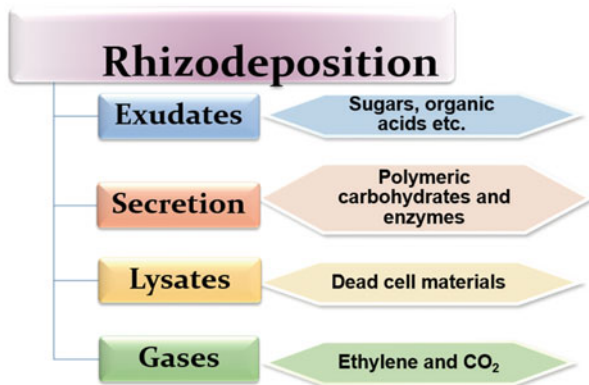 Rhizodeposition
Exudates
Sugars, organic
acids etc.
Secretion
Polymeric
carbohydrates and
enzymes
Lysates
Dead cell materials
Gases
Ethylene and CO₂